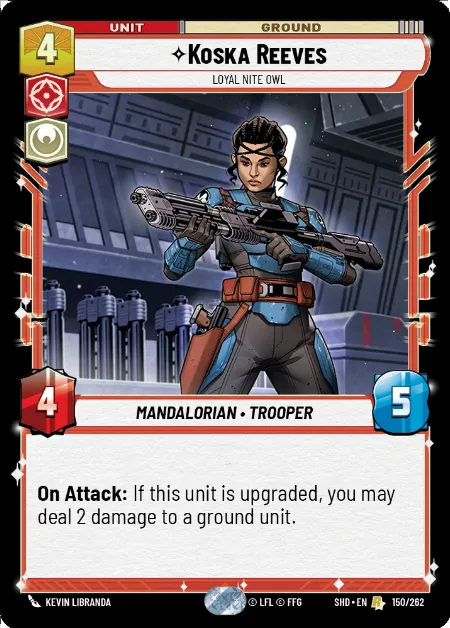 4
UNIT
GROUND
✧KOSKA REEVES
LOYAL NITE OWL
4
MANDALORIAN • TROOPER
5
On Attack: If this unit is upgraded, you may
deal 2 damage to a ground unit.
KEVIN LIBRANDA
© LFL © FFG
SHD • EN
R
150/262